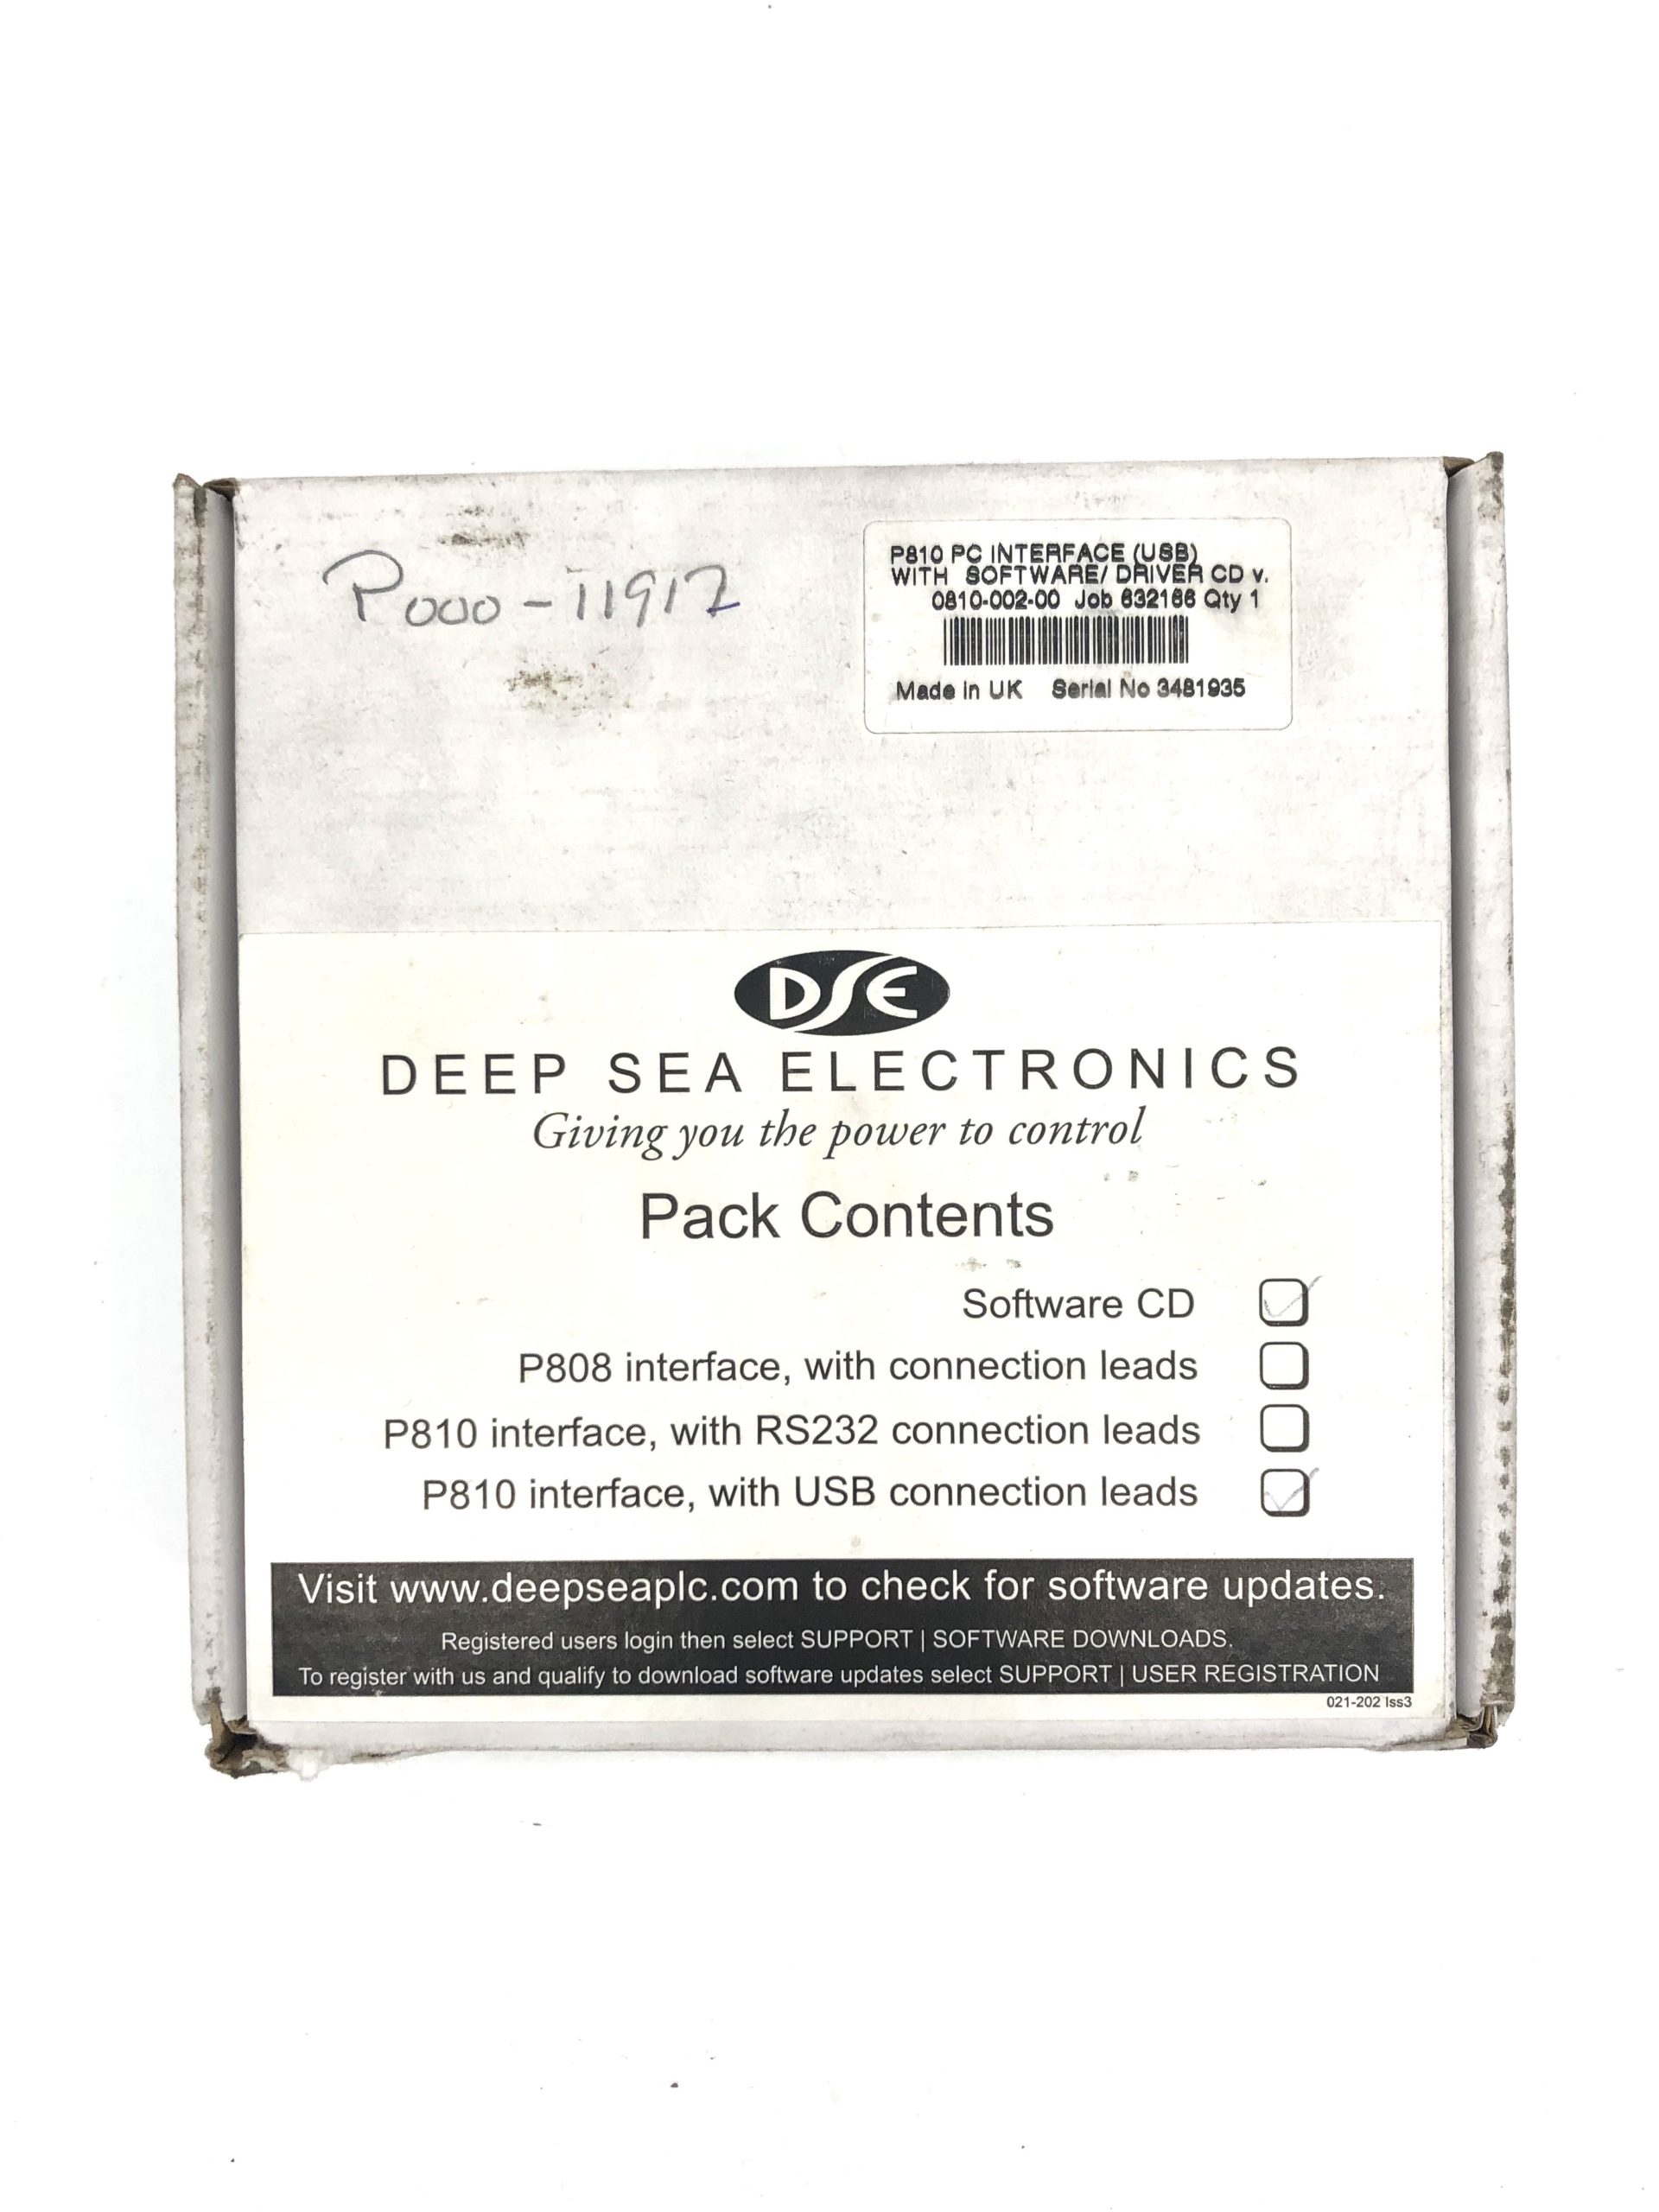 Pooo-11917
P810 PC INTERFACE (USB)
WITH SOFTWARE/ DRIVER CD v.
0810-002-00 Job 632166 Qty 1
Made in UK Serial No 3481935
DSE
DEEP SEA ELECTRONICS
Giving you the power to control
Pack Contents
Software CD
P808 interface, with connection leads
P810 interface, with RS232 connection leads
P810 interface, with USB connection leads
Visit www.deepseaplc.com to check for software updates.
Registered users login then select SUPPORT | SOFTWARE DOWNLOADS.
To register with us and qualify to download software updates select SUPPORT | USER REGISTRATION
021-202 Iss3